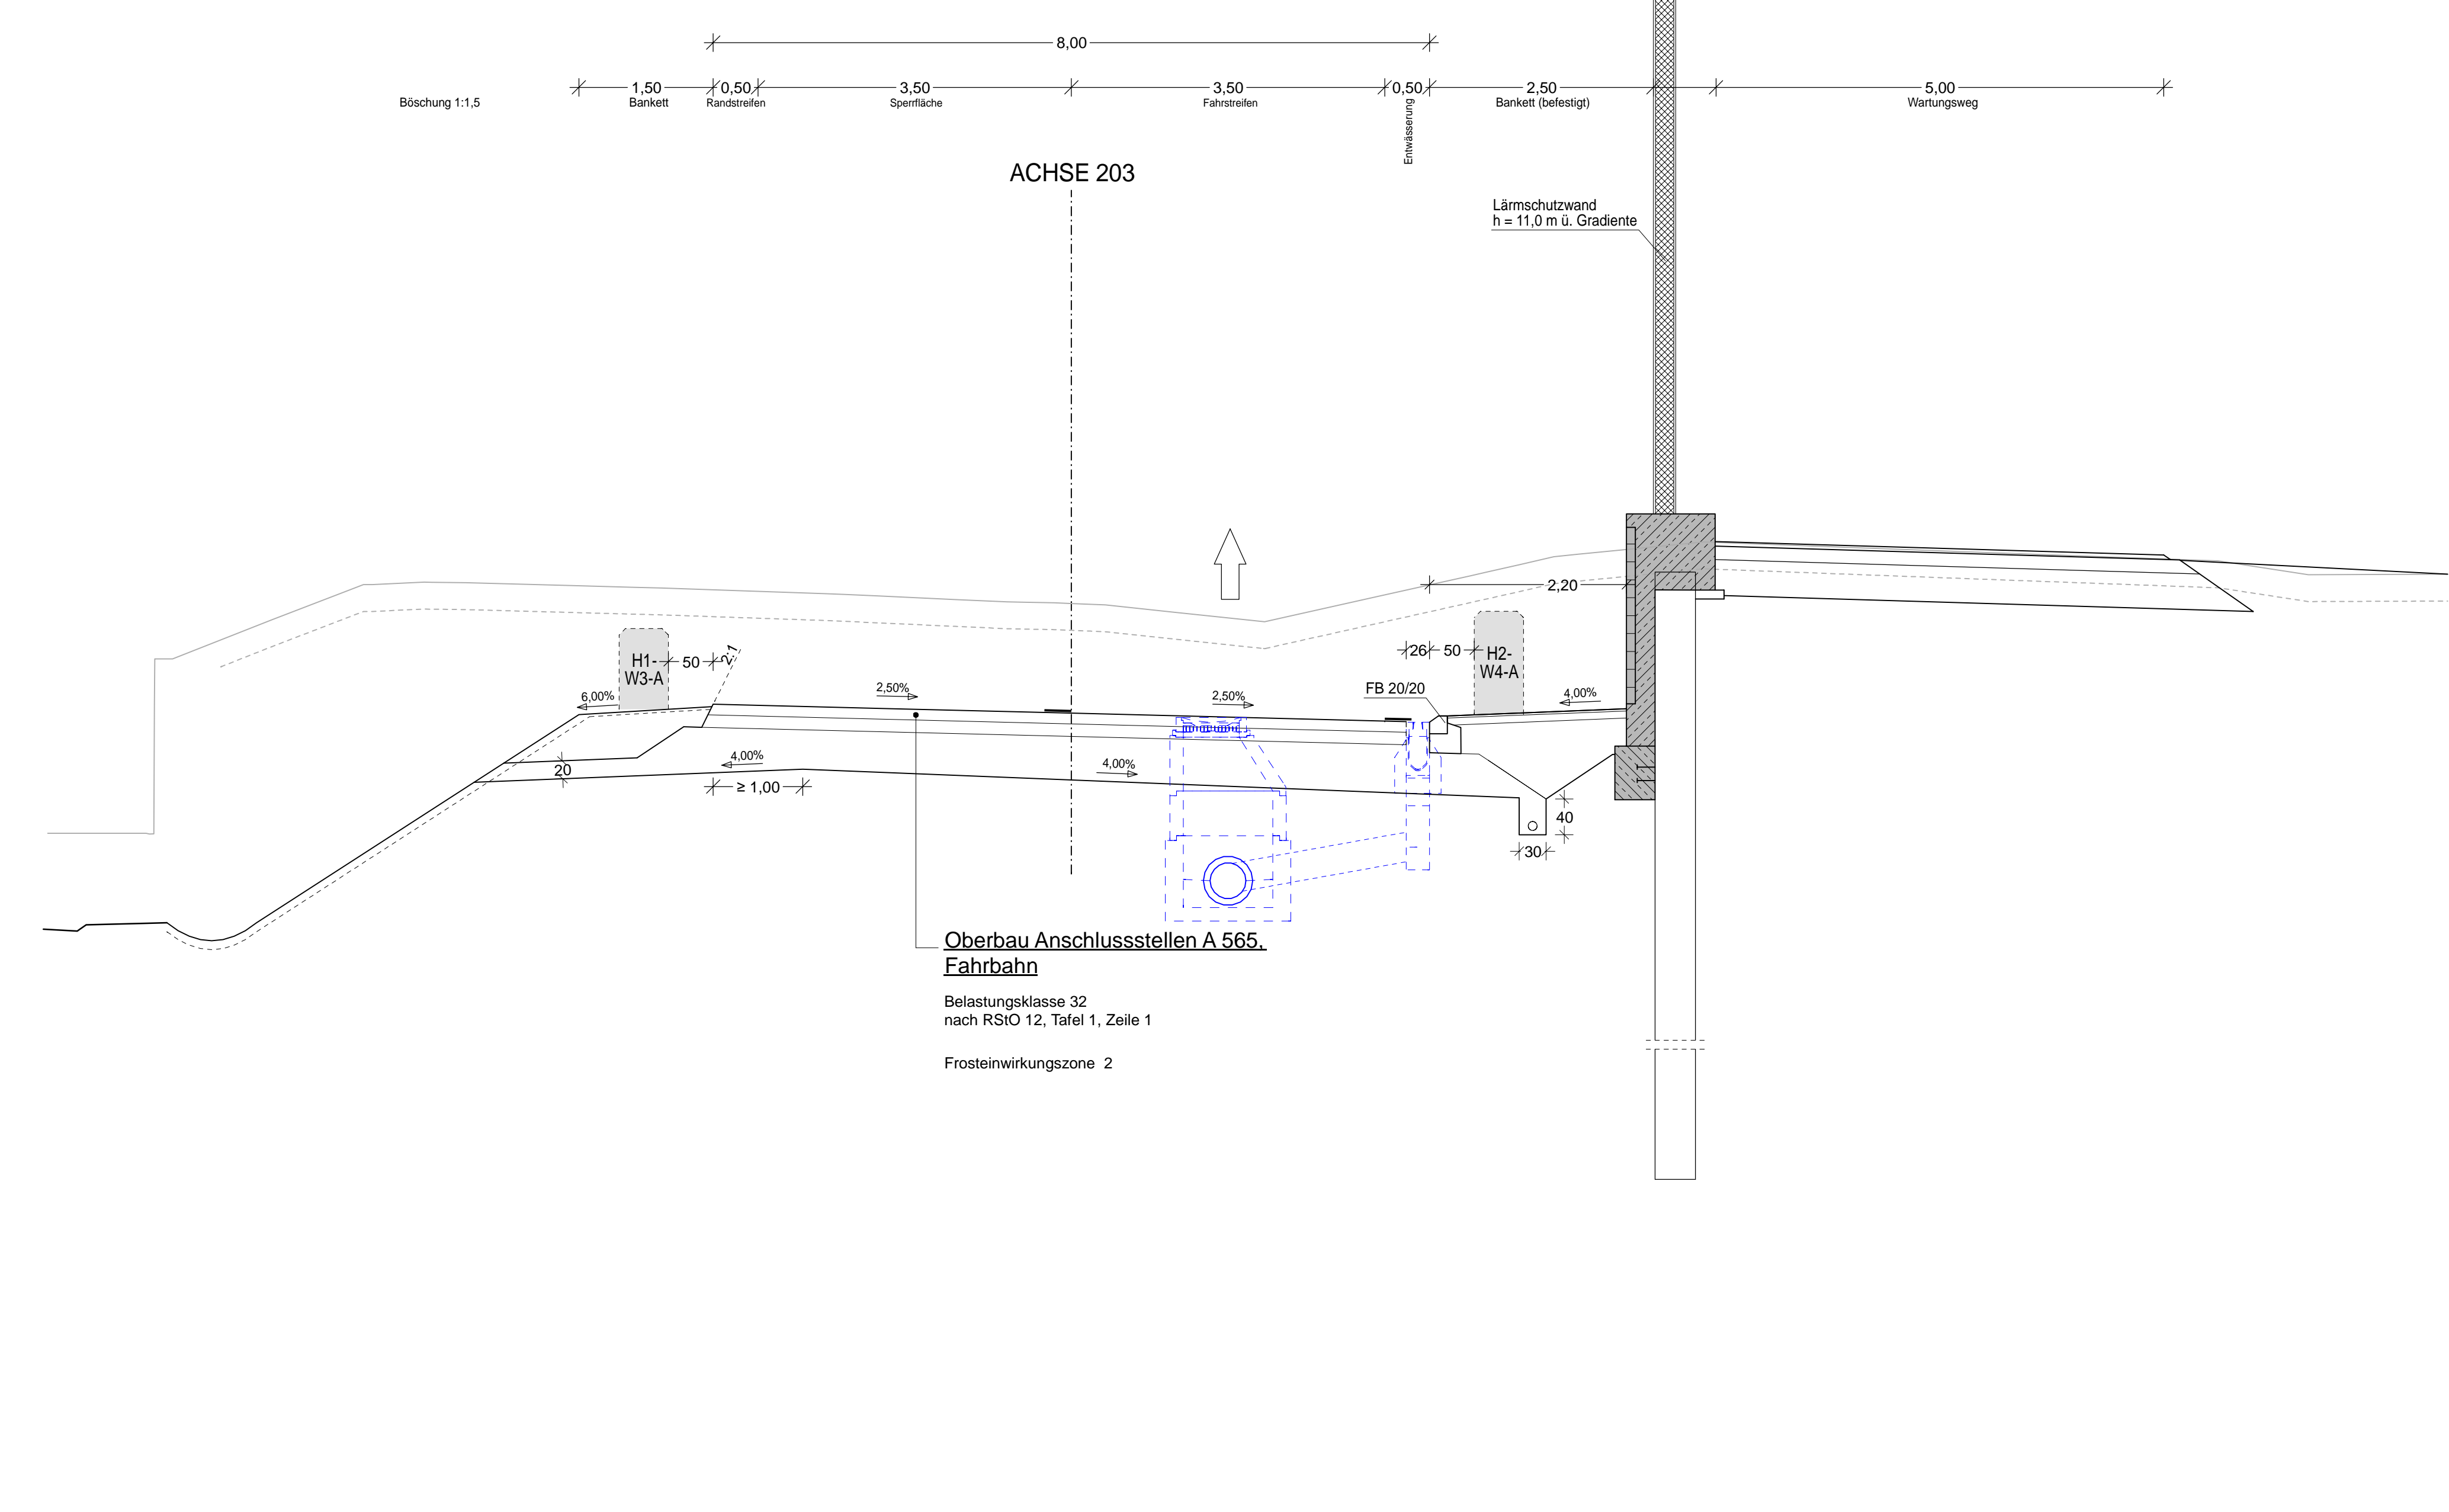 8,00
1,50 0,50 3,50 3,50 0,50 2,50 5,00
Böschung 1:1,5 Bankett Randstreifen Sperrfläche Fahrstreifen Bankett (befestigt) Wartungsweg
Entwässerung
ACHSE 203
Lärmschutzwand
h = 11,0 m ü. Gradiente
2,20
H1-
W3-A
50
2:1
26 50
H2-
W4-A
6,00%
2,50%
2,50%
FB 20/20
4,00%
20
4,00%
≥ 1,00
4,00%
40
30
Oberbau Anschlussstellen A 565,
Fahrbahn
Belastungsklasse 32
nach RStO 12, Tafel 1, Zeile 1
Frosteinwirkungszone 2